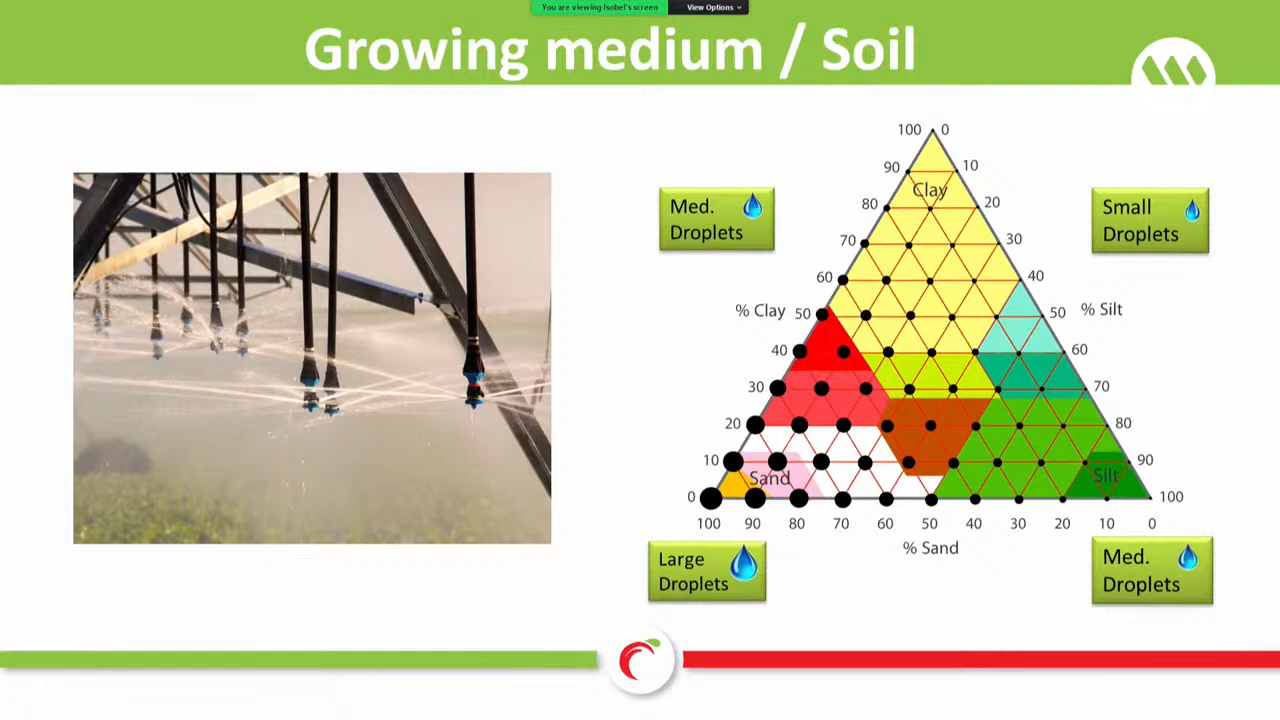 You are viewing Isobel's screen
View Options
Growing medium / Soil
Med.
Droplets
Small
Droplets
100
0
90
10
Clay
80
20
70
30
60
40
% Clay
50
50
% Silt
40
60
30
70
20
80
10
90
Sand
Silt
0
100
100
90
80
70
60
50
40
30
20
10
0
% Sand
Large
Droplets
Med.
Droplets